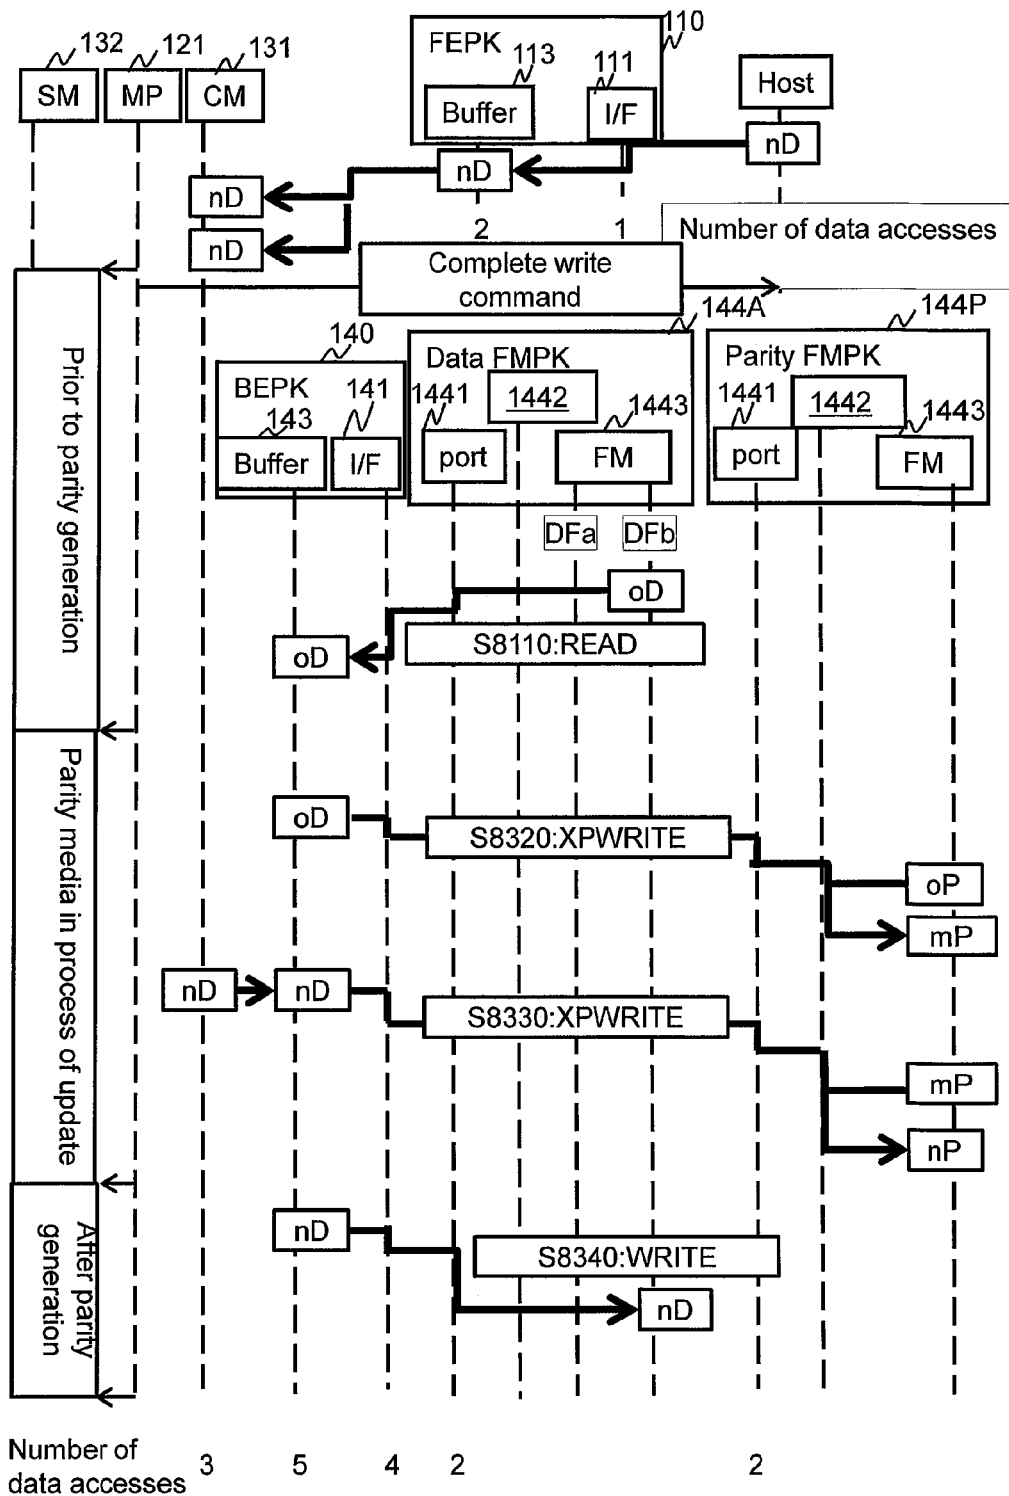 110
132
121
131
FEPK
113
111
SM
MP
CM
Buffer
I/F
Host
nD
nD
nD
nD
2
1
Number of data accesses
Complete write
command
144A
144P
140
Data FMPK
Parity FMPK
BEPK
141
1441
1442
1443
1441
1442
1443
143
Buffer
I/F
port
FM
port
FM
DFa
DFb
Prior to parity generation
oD
S8110:READ
oD
Parity media in process of update
oD
S8320:XPWRITE
oP
mP
nD
nD
S8330:XPWRITE
mP
nP
After parity
generation
nD
S8340:WRITE
nD
Number of
data accesses
3
5
4
2
2